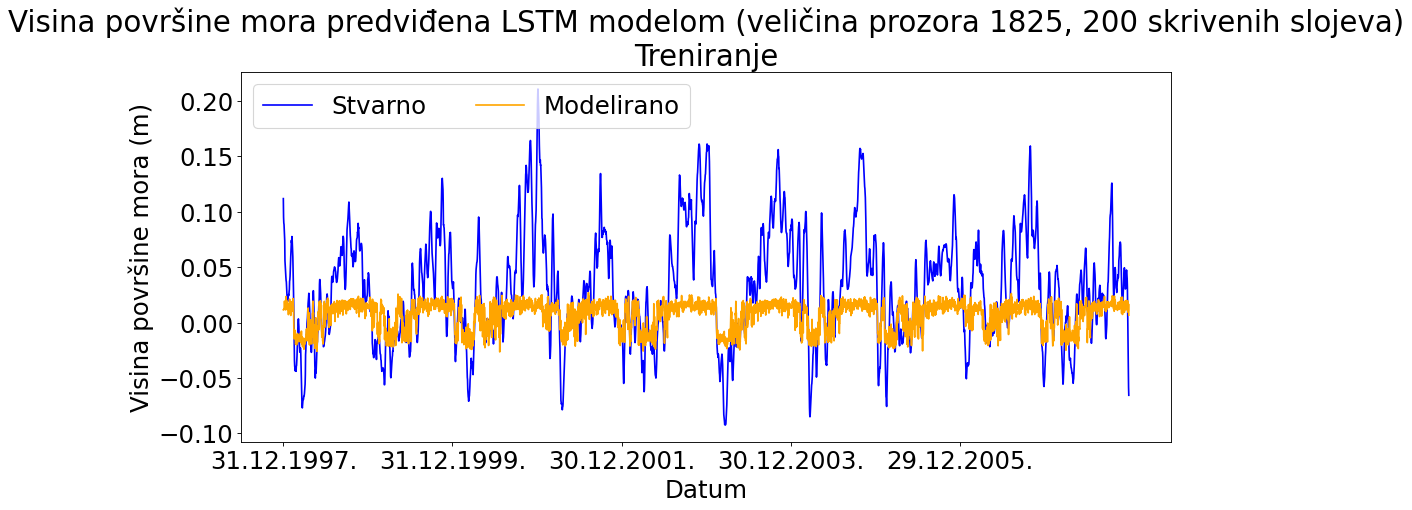 Visina površine mora predviđena LSTM modelom (veličina prozora 1825, 200 skrivenih slojeva)
Treniranje
Stvarno Modelirano
Visina površine mora (m)
0.20
0.15
0.10
0.05
0.00
−0.05
−0.10
31.12.1997. 31.12.1999. 30.12.2001. 30.12.2003. 29.12.2005.
Datum